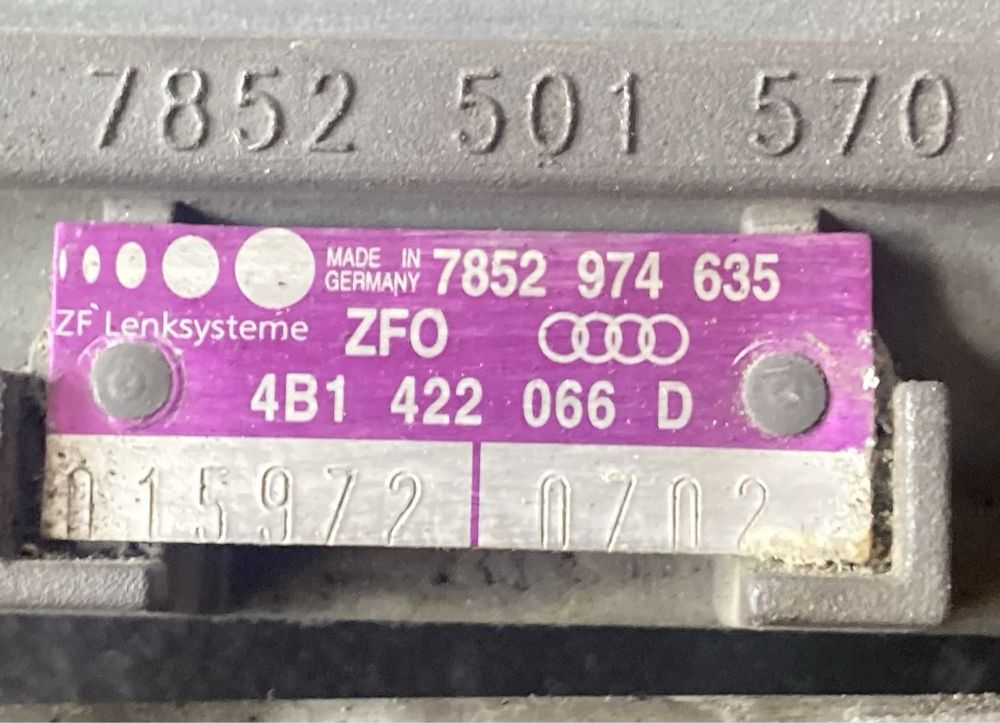 7852 501 570
MADE IN
GERMANY
7852 974 635
ZF Lenksysteme
ZFO
4B1 422 066 D
015972 0702